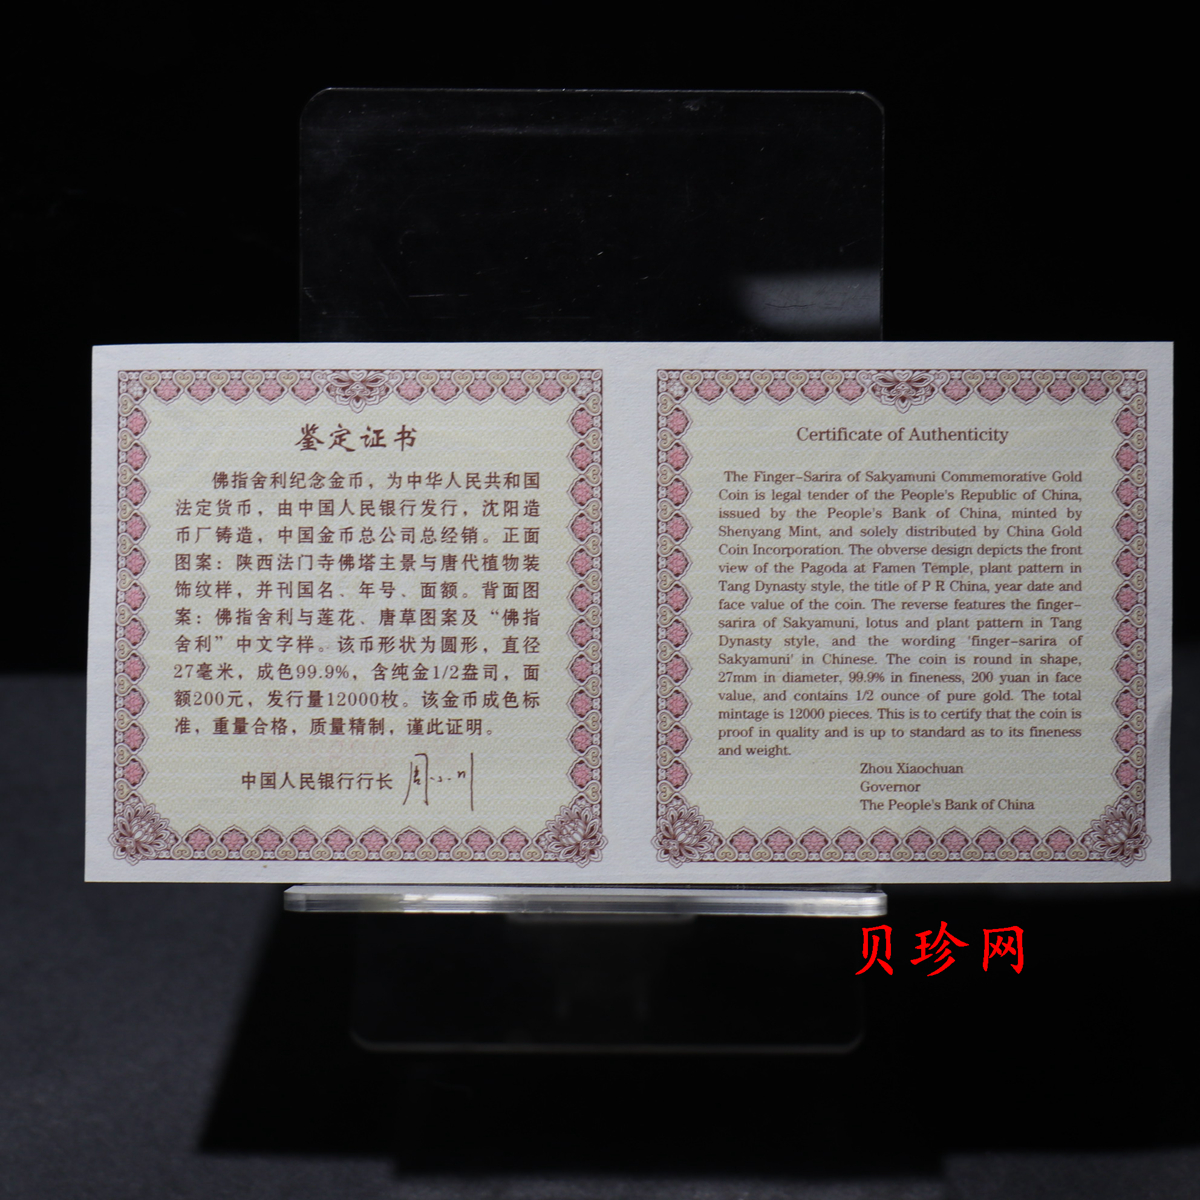 鉴定证书
佛指舍利纪念金币，为中华人民共和国
法定货币，由中国人民银行发行，沈阳造
币厂铸造，中国金币总公司总经销。正面
图案：陕西法门寺佛塔主景与唐代植物装
饰纹样，并刊国名、年号、面额。背面图
案：佛指舍利与莲花、唐草图案及“佛指
舍利”中文字样。该币形状为圆形，直径
27毫米，成色99.9%，含纯金1/2盎司，面
额200元，发行量12000枚。该金币成色标
准，重量合格，质量精制，谨此证明。
中国人民银行行长 周小川
Certificate of Authenticity
The Finger-Sarira of Sakyamuni Commemorative Gold
Coin is legal tender of the People's Republic of China,
issued by the People's Bank of China, minted by
Shenyang Mint, and solely distributed by China Gold
Coin Incorporation. The obverse design depicts the front
view of the Pagoda at Famen Temple, plant pattern in
Tang Dynasty style, the title of P R China, year date and
face value of the coin. The reverse features the finger-
sarira of Sakyamuni, lotus and plant pattern in Tang
Dynasty style, and the wording 'finger-sarira of
Sakyamuni' in Chinese. The coin is round in shape,
27mm in diameter, 99.9% in fineness, 200 yuan in face
value, and contains 1/2 ounce of pure gold. The total
mintage is 12000 pieces. This is to certify that the coin is
proof in quality and is up to standard as to its fineness
and weight.
Zhou Xiaochuan
Governor
The People's Bank of China
贝珍网